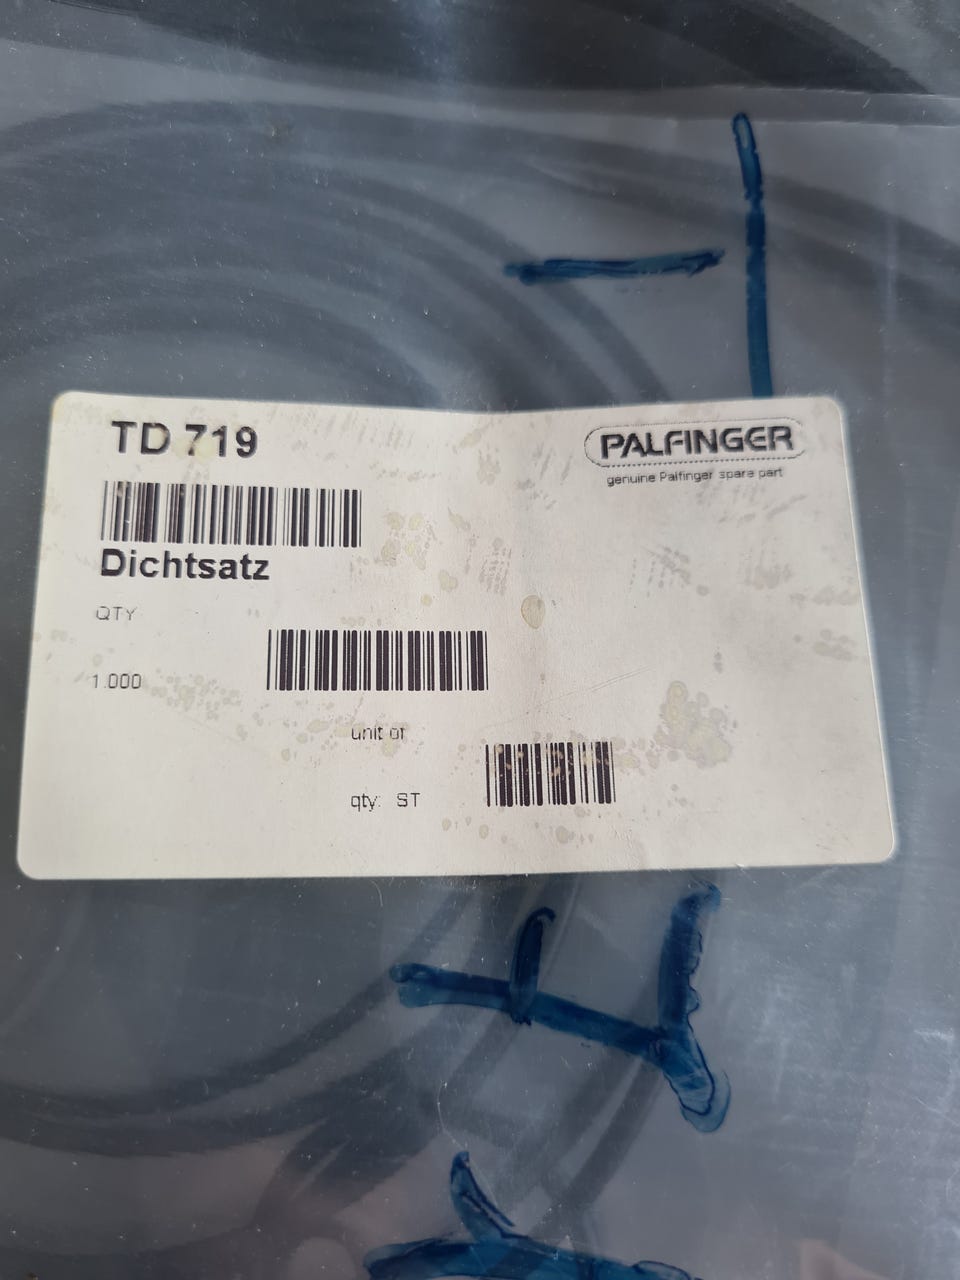 TD 719
PALFINGER
genuine Palfinger spare part
Dichtsatz
QTY
1.000
unit of
qty: ST